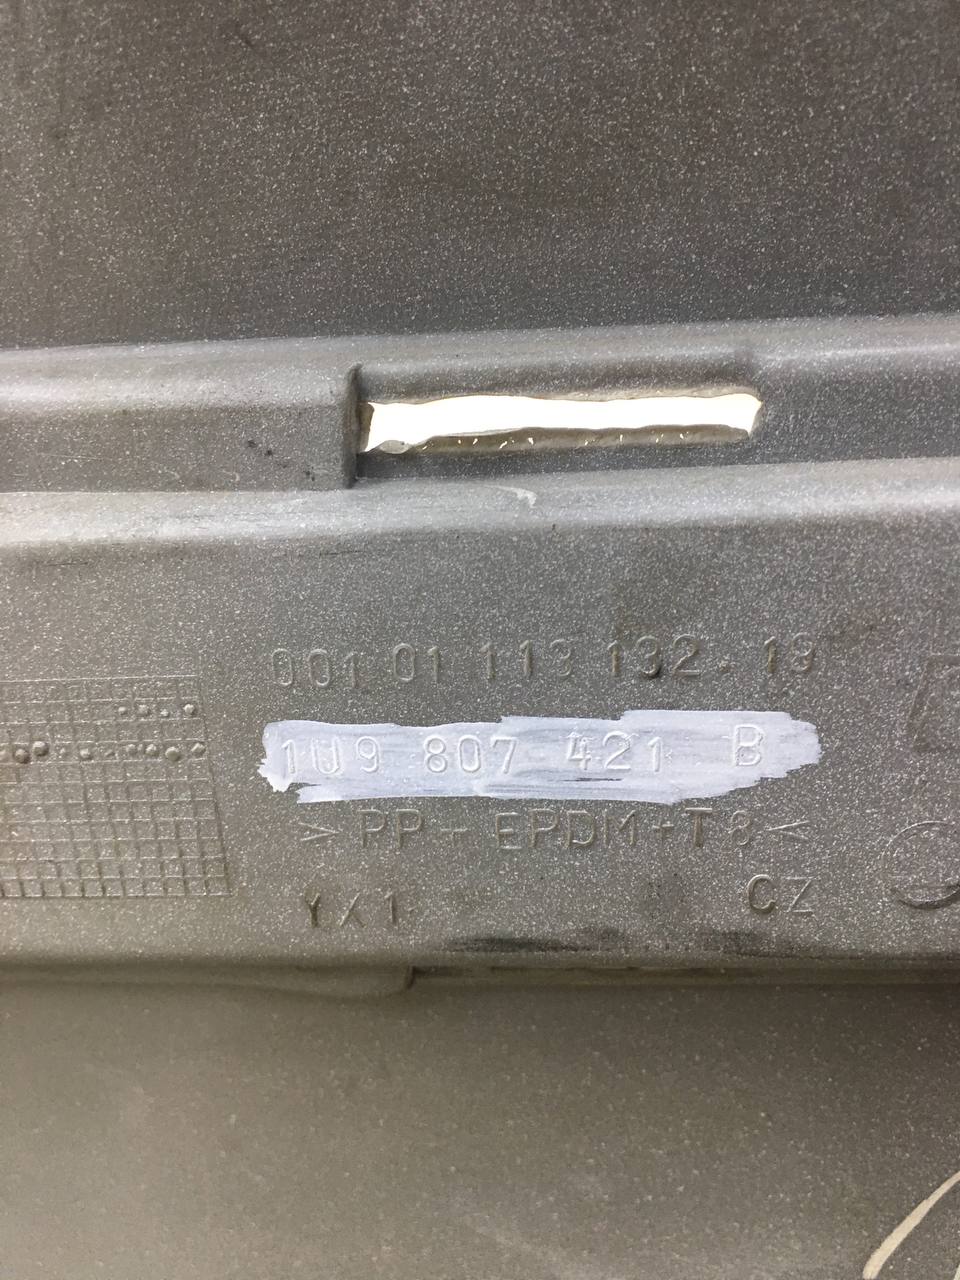 001 01 113 132. 19
1U9 807 421 B
>PP+EPDM+T8<
YX1
CZ